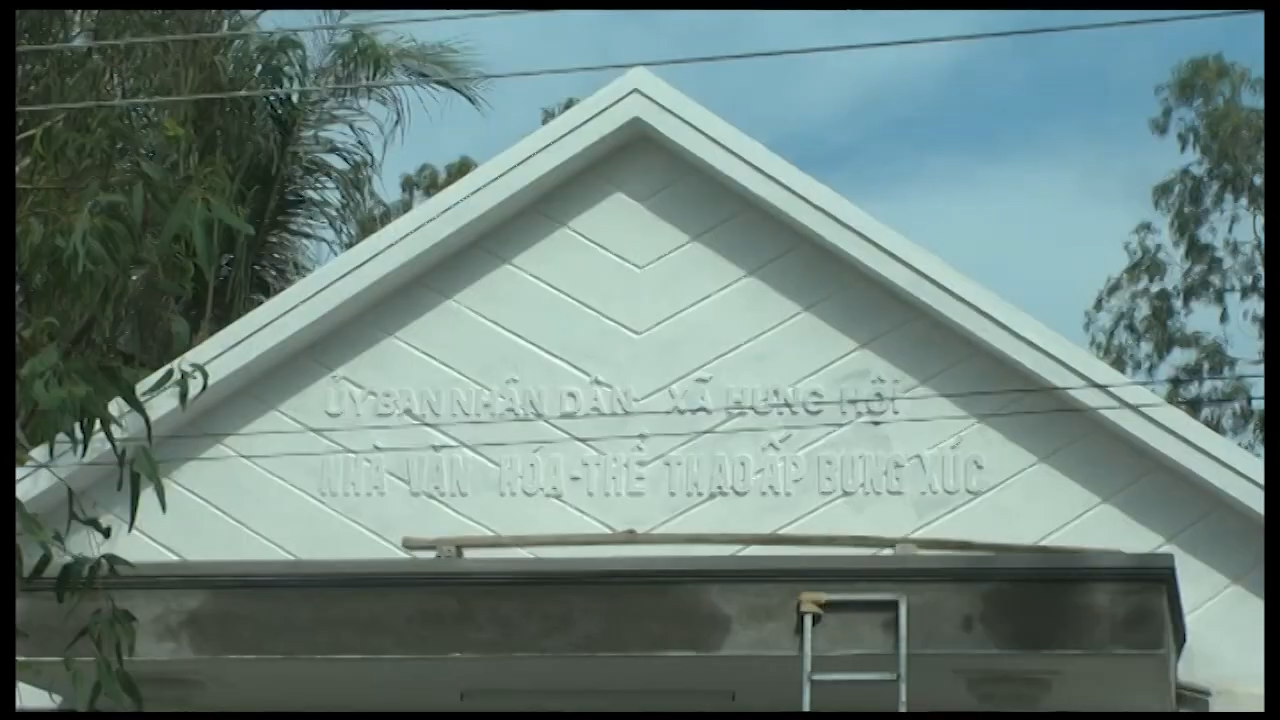 ỦY BAN NHÂN DÂN XÃ HƯNG HỘI
NHÀ VĂN HÓA-THỂ THAO ẤP BUNG XÚC